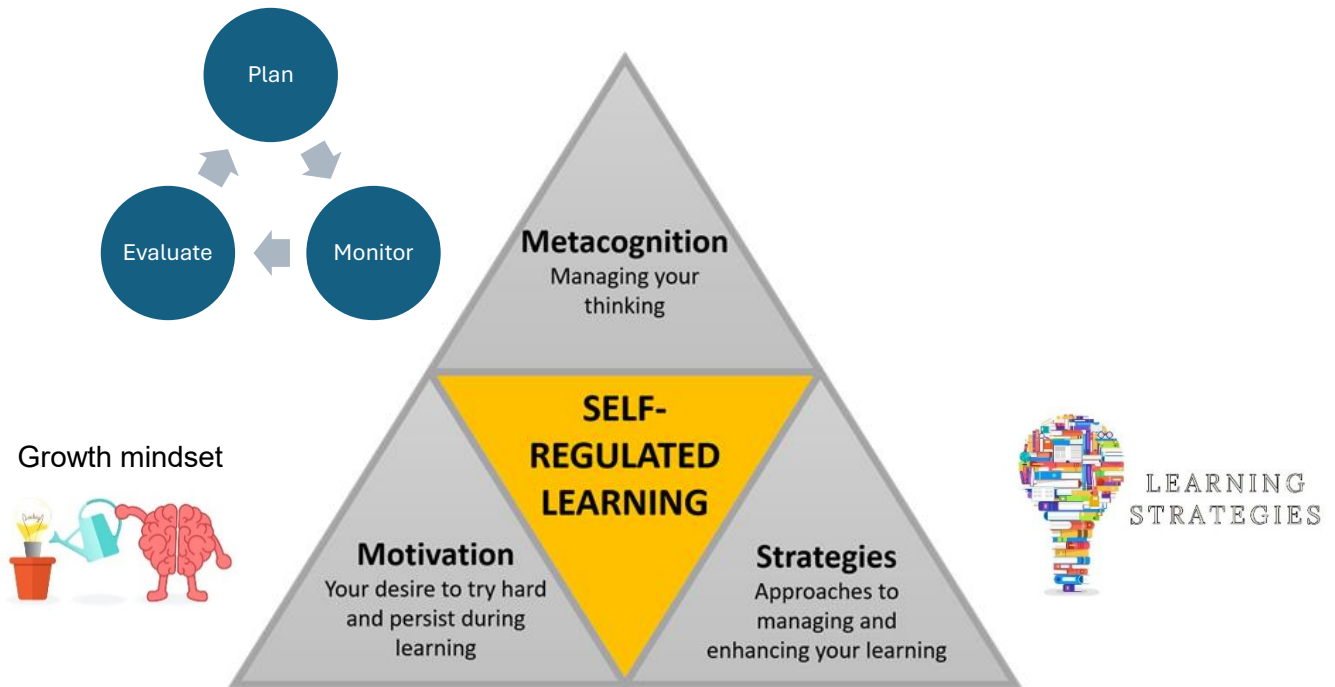 Plan
Evaluate
Monitor
Metacognition
Managing your
thinking
SELF-
REGULATED
LEARNING
Growth mindset
Motivation
Your desire to try hard
and persist during
learning
Strategies
Approaches to
managing and
enhancing your learning
LEARNING
STRATEGIES